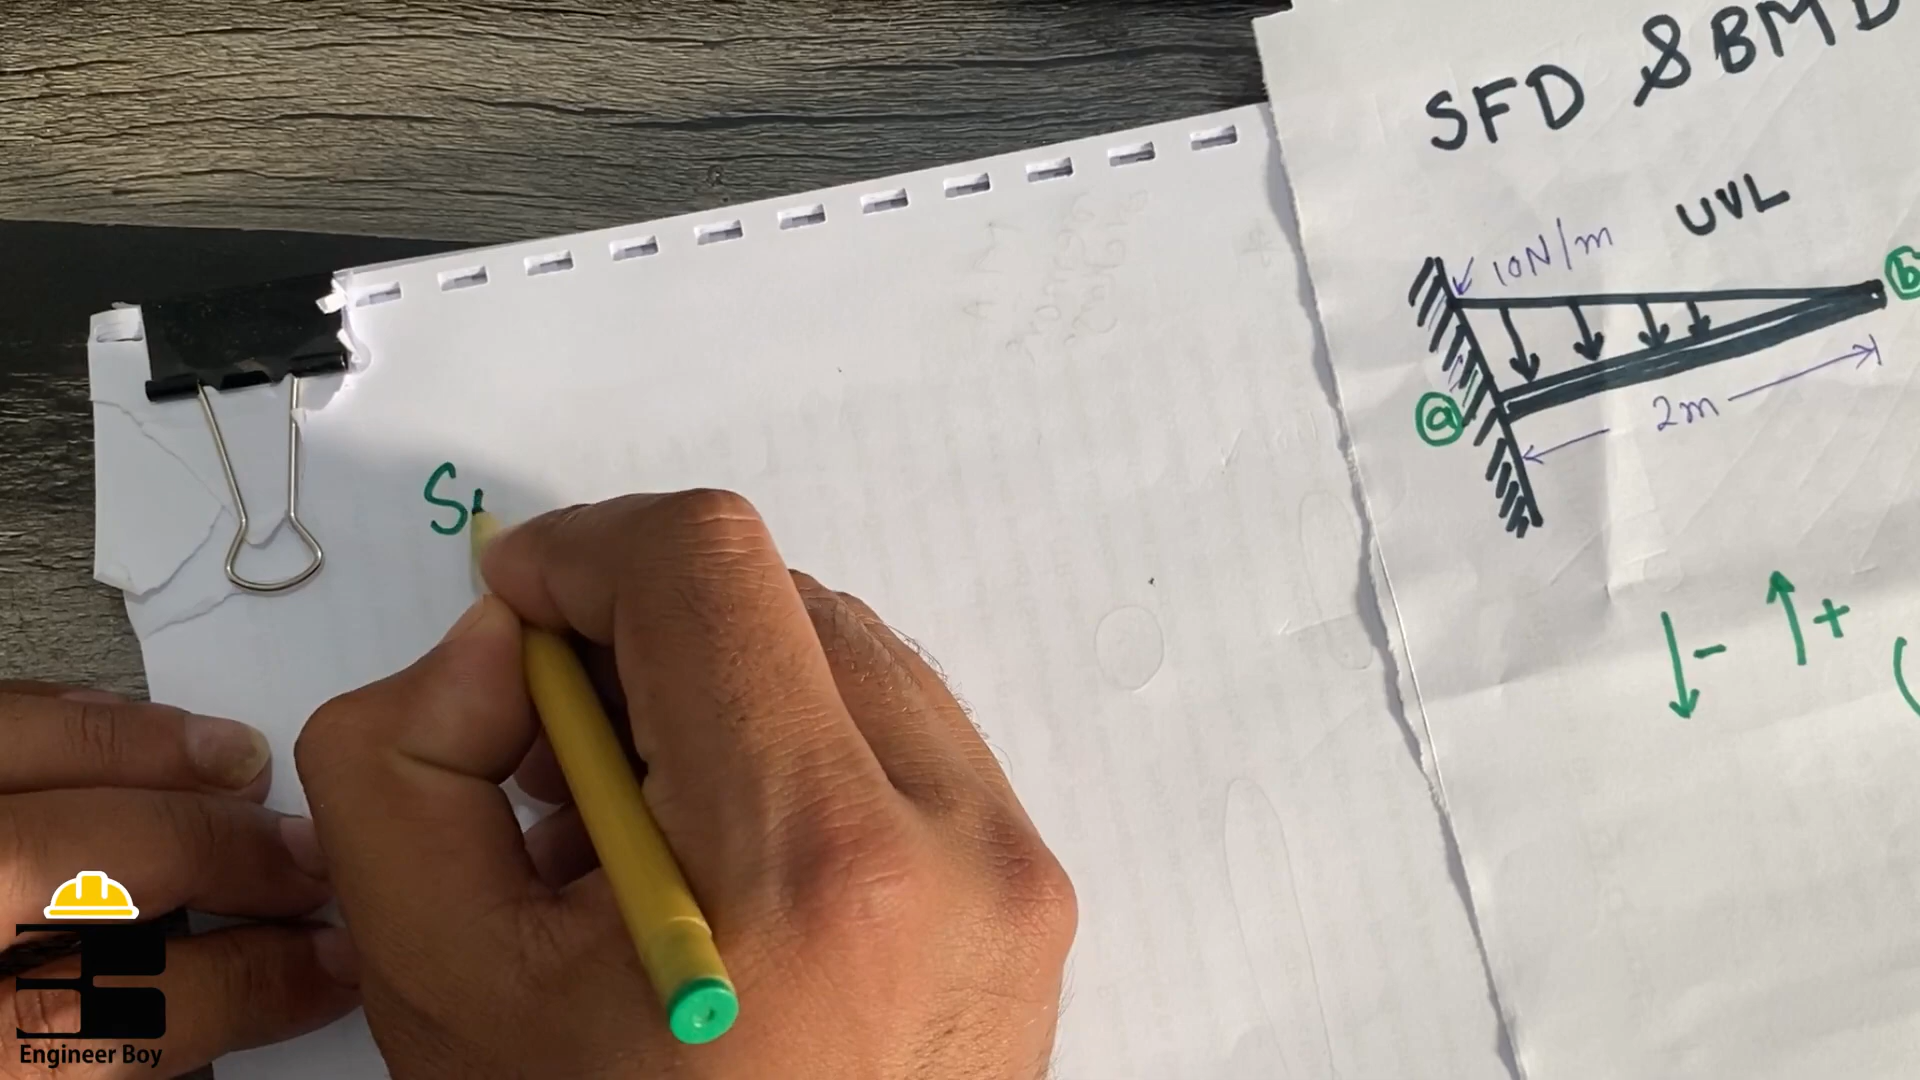 SFD & BMD
UVL
10N/m
b
a
2m
- +
S
Engineer Boy